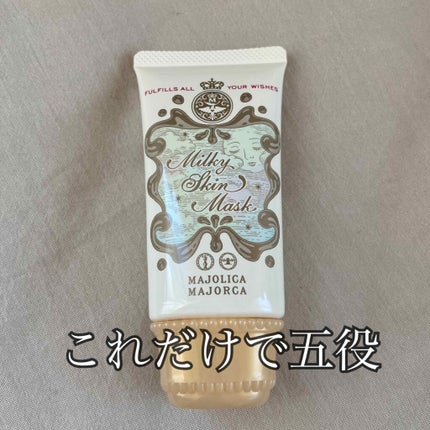 FULFILLS ALL YOUR WISHES
Milky
Skin
Mask
MAJOLICA
MAJORCA
これだけで五役